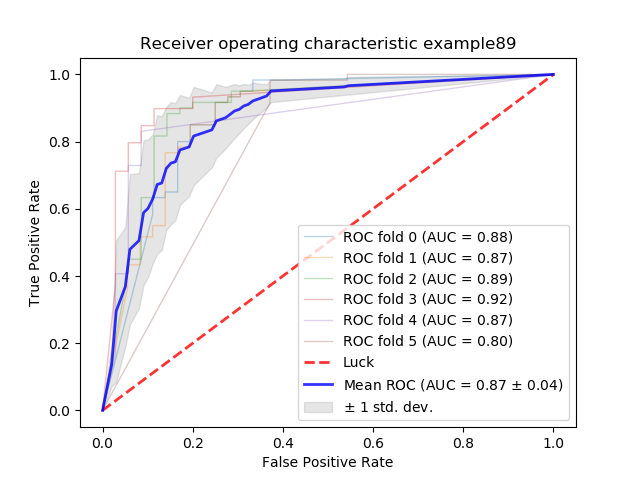 Receiver operating characteristic example89
True Positive Rate
1.0
0.8
0.6
0.4
0.2
0.0
ROC fold 0 (AUC = 0.88)
ROC fold 1 (AUC = 0.87)
ROC fold 2 (AUC = 0.89)
ROC fold 3 (AUC = 0.92)
ROC fold 4 (AUC = 0.87)
ROC fold 5 (AUC = 0.80)
Luck
Mean ROC (AUC = 0.87 ± 0.04)
± 1 std. dev.
0.0 0.2 0.4 0.6 0.8 1.0
False Positive Rate